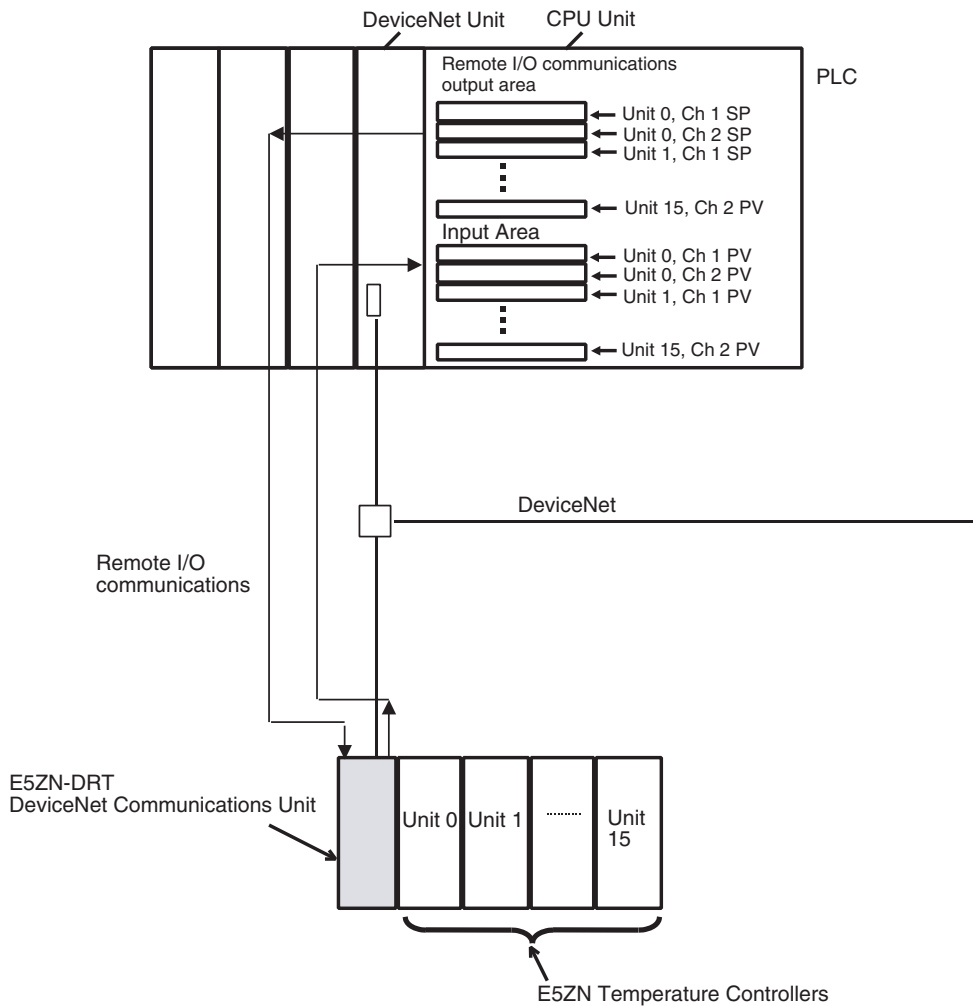 DeviceNet Unit
CPU Unit
PLC
Remote I/O communications
output area
Unit 0, Ch 1 SP
Unit 0, Ch 2 SP
Unit 1, Ch 1 SP
Unit 15, Ch 2 PV
Input Area
Unit 0, Ch 1 PV
Unit 0, Ch 2 PV
Unit 1, Ch 1 PV
Unit 15, Ch 2 PV
DeviceNet
Remote I/O
communications
E5ZN-DRT
DeviceNet Communications Unit
Unit 0
Unit 1
Unit
15
E5ZN Temperature Controllers